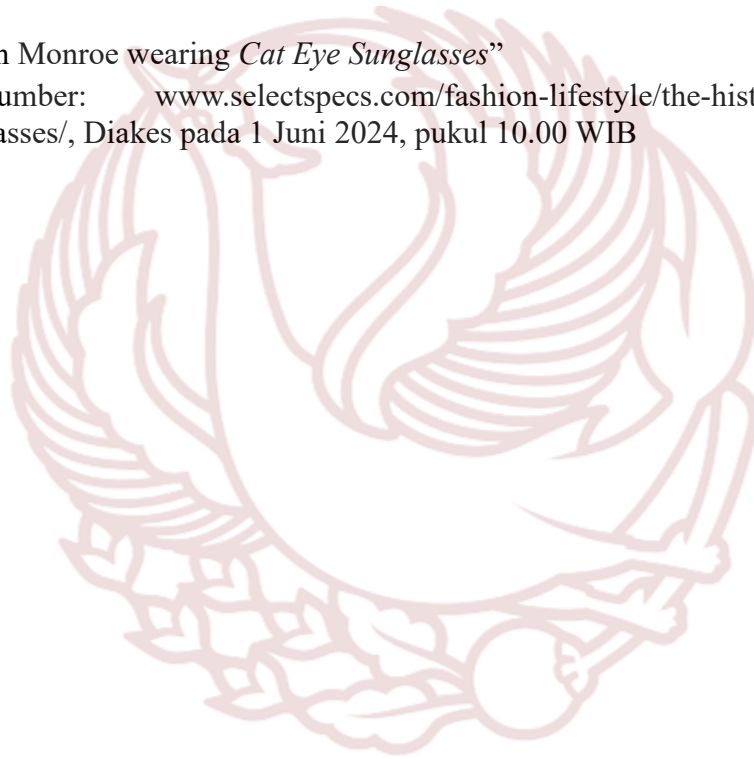 n Monroe wearing Cat Eye Sunglasses”
umber: www.selectspecs.com/fashion-lifestyle/the-hist
asses/, Diakes pada 1 Juni 2024, pukul 10.00 WIB